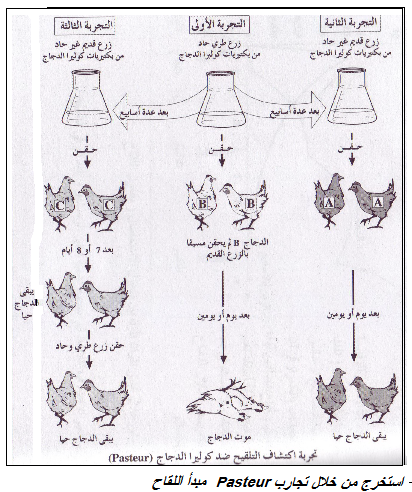 التجربة الثالثة
التجربة الأولى
التجربة الثانية
زرع قديم غير حاد
من بكتيريات كوليرا الدجاج
زرع طري حاد
من بكتيريات كوليرا الدجاج
زرع قديم غير حاد
من بكتيريات كوليرا الدجاج
بعد عدة أسابيع
بعد عدة أسابيع
حقن
حقن
حقن
C C
B B
A A
بعد 7 أو 8 أيام
الدجاج B لم يحقن مسبقا
بالزرع القديم
يبقى
الدجاج
حيا
بعد يوم أو يومين
بعد يوم أو يومين
حقن زرع طري وحاد
يبقى الدجاج حيا
موت الدجاج
يبقى الدجاج حيا
تجربة اكتشاف التلقيح ضد كوليرا الدجاج (Pasteur)
- استخرج من خلال تجارب Pasteur مبدأ اللقاح